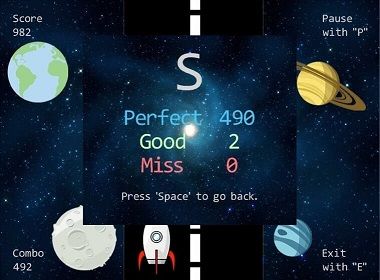 Score
982
Pause
with "P"
S
Perfect 490
Good 2
Miss 0
Press 'Space' to go back.
Combo
492
Exit
with "E"